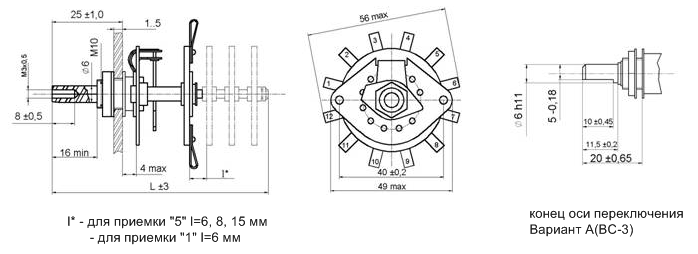 25 ±1,0
1..5
56 max
M3x0,5
∅6
M10
8 ±0,5
16 min
4 max
l*
L ±3
1
2
3
4
5
6
7
8
9
10
11
12
40 ±0,2
49 max
∅6 h11
5 -0,18
10 ±0,45
11,5 ±0,2
20 ±0,65
l* - для приемки "5" l=6, 8, 15 мм
- для приемки "1" l=6 мм
конец оси переключения
Вариант А(ВС-3)